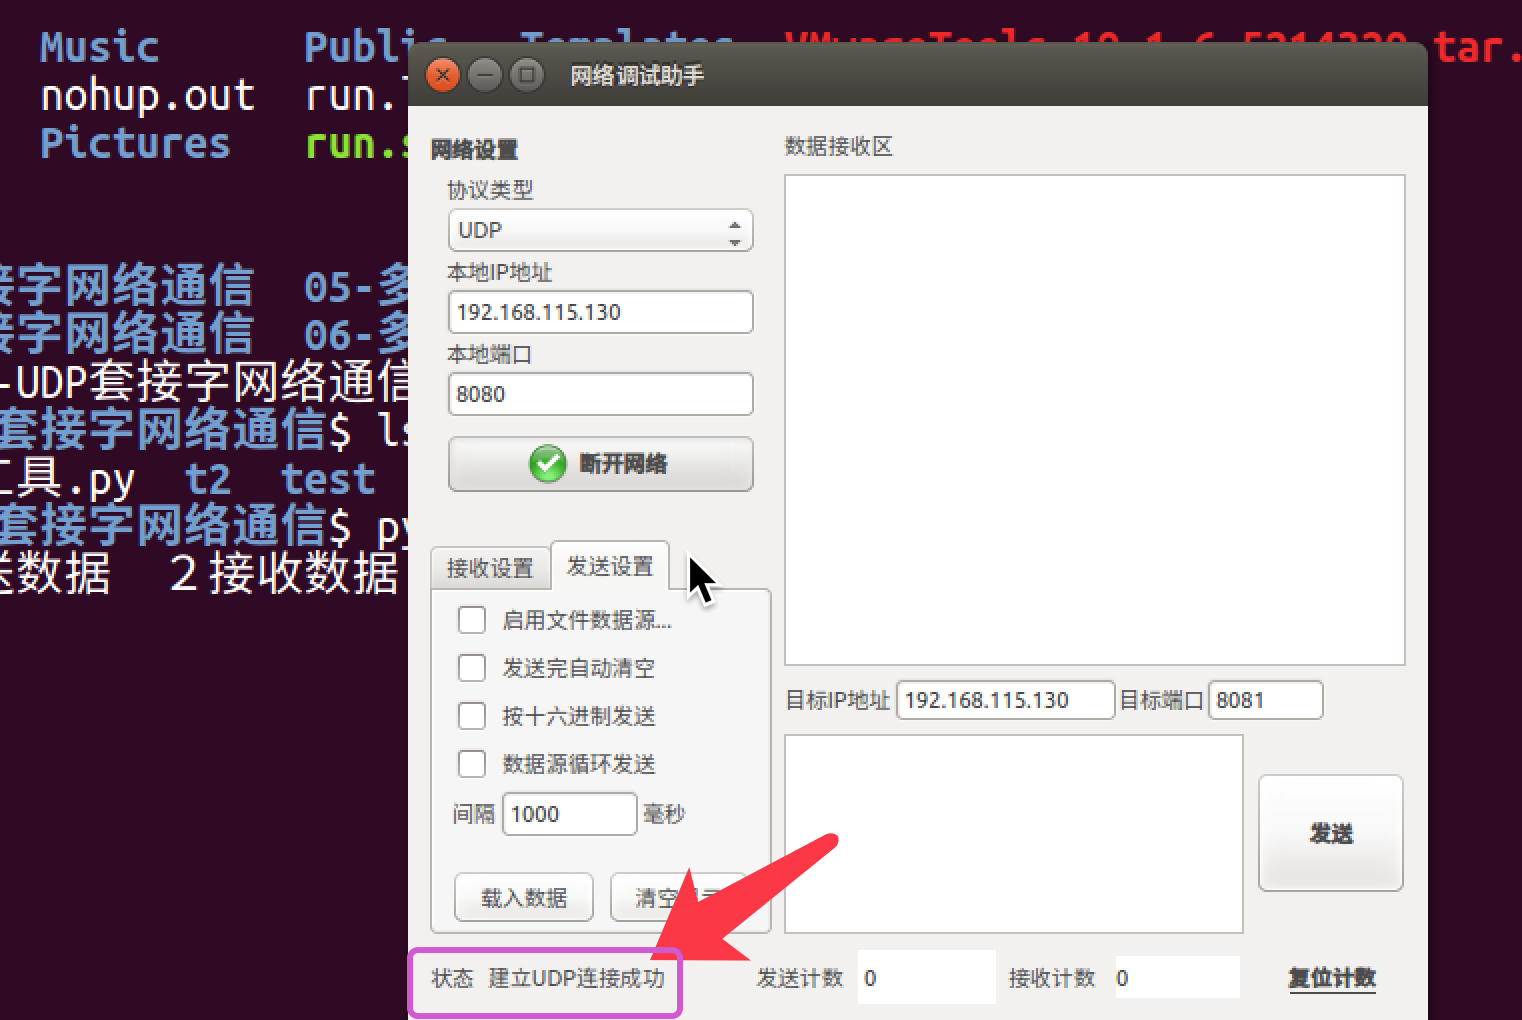 Music Public Templates VMwareTools-10.1.6-5214329.tar.
nohup.out run.
Pictures run.s
接字网络通信 05-多
接字网络通信 06-多
-UDP套接字网络通信
套接字网络通信$ ls
工具.py t2 test
套接字网络通信$ py
送数据 2接收数据
网络调试助手
网络设置
协议类型
UDP
本地IP地址
192.168.115.130
本地端口
8080
断开网络
接收设置 发送设置
启用文件数据源...
发送完自动清空
按十六进制发送
数据源循环发送
间隔 1000 毫秒
载入数据 清空
数据接收区
目标IP地址 192.168.115.130 目标端口 8081
发送
状态 建立UDP连接成功 发送计数 0 接收计数 0 复位计数